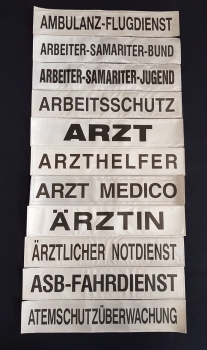 AMBULANZ-FLUGDIENST
ARBEITER-SAMARITER-BUND
ARBEITER-SAMARITER-JUGEND
ARBEITSSCHUTZ
ARZT
ARZTHELFER
ARZT MEDICO
ÄRZTIN
ÄRZTLICHER NOTDIENST
ASB-FAHRDIENST
ATEMSCHUTZÜBERWACHUNG